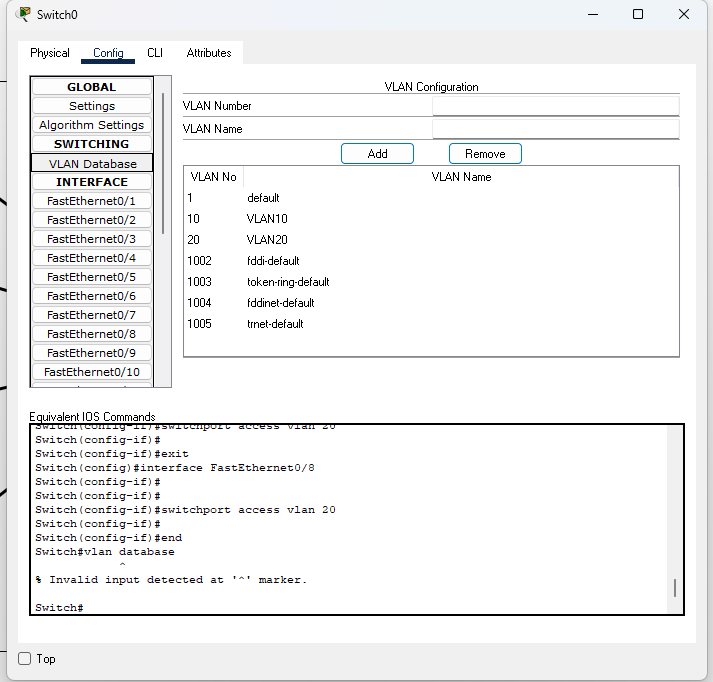 Switch0
Physical Config CLI Attributes
GLOBAL
Settings
Algorithm Settings
SWITCHING
VLAN Database
INTERFACE
FastEthernet0/1
FastEthernet0/2
FastEthernet0/3
FastEthernet0/4
FastEthernet0/5
FastEthernet0/6
FastEthernet0/7
FastEthernet0/8
FastEthernet0/9
FastEthernet0/10
VLAN Configuration
VLAN Number
VLAN Name
Add Remove
VLAN No VLAN Name
1 default
10 VLAN10
20 VLAN20
1002 fddi-default
1003 token-ring-default
1004 fddinet-default
1005 trnet-default
Equivalent IOS Commands
Switch(config-if)#switchport access vlan 20
Switch(config-if)#
Switch(config-if)#exit
Switch(config)#interface FastEthernet0/8
Switch(config-if)#
Switch(config-if)#
Switch(config-if)#switchport access vlan 20
Switch(config-if)#
Switch(config-if)#end
Switch#vlan database
^
% Invalid input detected at '^' marker.
Switch#
Top